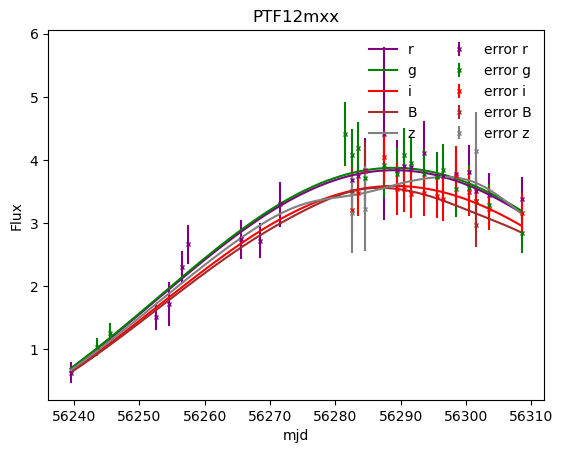 PTF12mxx
Flux
6
5
4
3
2
1
r
g
i
B
z
error r
error g
error i
error B
error z
56240 56250 56260 56270 56280 56290 56300 56310
mjd